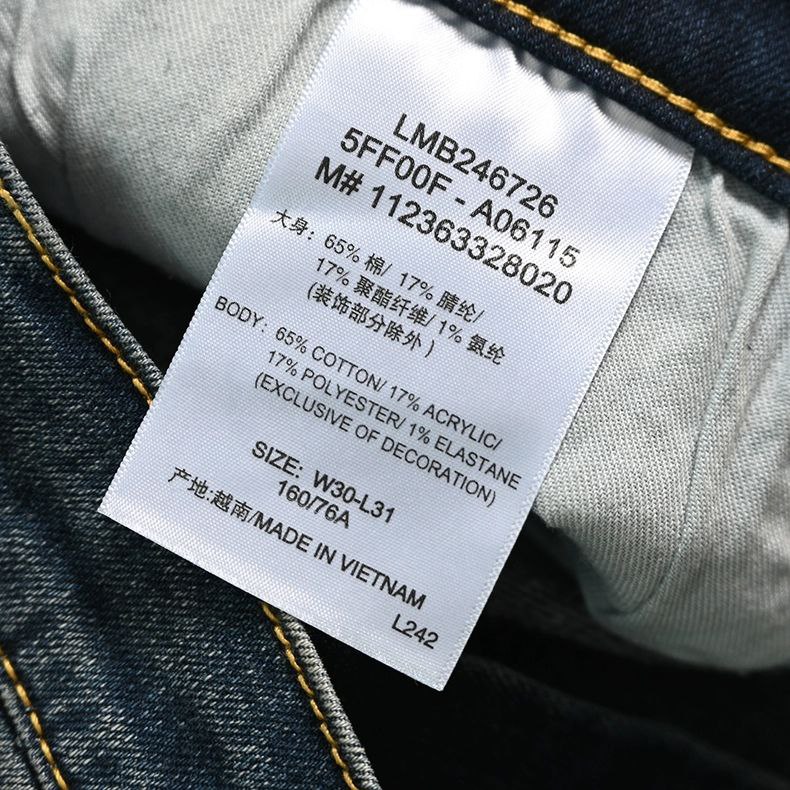 LMB246726
5FF00F - A06115
M# 112363328020
大身: 65% 棉/ 17% 腈纶/
17% 聚酯纤维/ 1% 氨纶
(装饰部分除外)
BODY: 65% COTTON/ 17% ACRYLIC/
17% POLYESTER/ 1% ELASTANE
(EXCLUSIVE OF DECORATION)
SIZE: W30-L31
160/76A
产地:越南/MADE IN VIETNAM
L242